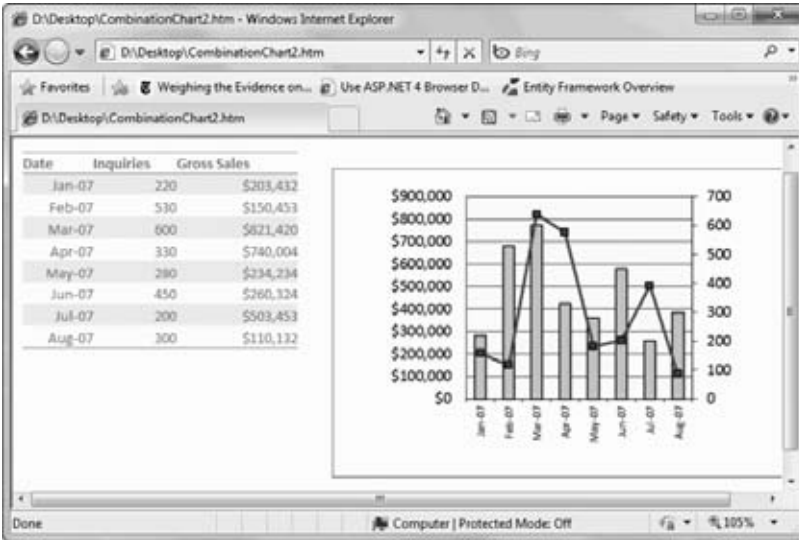 D:\Desktop\CombinationChart2.htm - Windows Internet Explorer
D:\Desktop\CombinationChart2.htm
Bing
Favorites Weighing the Evidence on... Use ASP.NET 4 Browser D... Entity Framework Overview
D:\Desktop\CombinationChart2.htm Page Safety Tools
Date Inquiries Gross Sales
Jan-07 220 $203,432
Feb-07 530 $150,453
Mar-07 600 $821,420
Apr-07 330 $740,004
May-07 280 $234,234
Jun-07 450 $260,324
Jul-07 200 $503,453
Aug-07 300 $110,132
$900,000 700
$800,000 600
$700,000 500
$600,000 400
$500,000 300
$400,000 200
$300,000 100
$200,000 0
$100,000
$0
Jan-07 Feb-07 Mar-07 Apr-07 May-07 Jun-07 Jul-07 Aug-07
Done Computer | Protected Mode: Off 105%